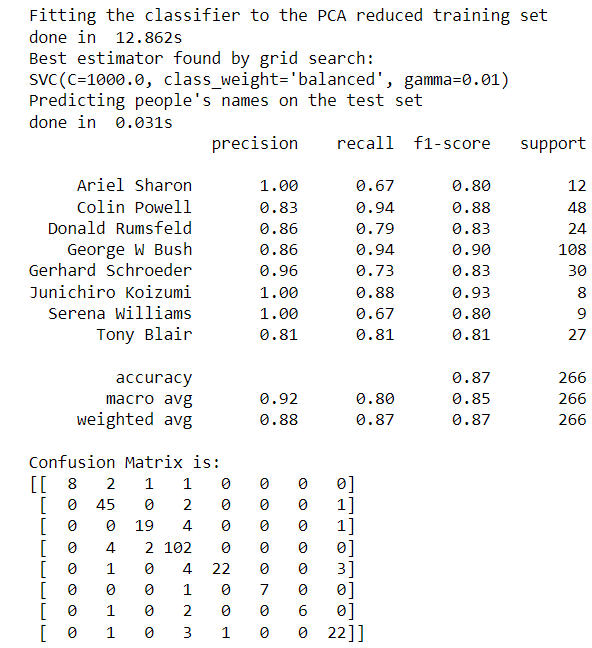 Fitting the classifier to the PCA reduced training set
done in  12.862s
Best estimator found by grid search:
SVC(C=1000.0, class_weight='balanced', gamma=0.01)
Predicting people's names on the test set
done in  0.031s
                   precision    recall  f1-score   support

     Ariel Sharon       1.00      0.67      0.80        12
     Colin Powell       0.83      0.94      0.88        48
  Donald Rumsfeld       0.86      0.79      0.83        24
    George W Bush       0.86      0.94      0.90       108
Gerhard Schroeder       0.96      0.73      0.83        30
Junichiro Koizumi       1.00      0.88      0.93         8
  Serena Williams       1.00      0.67      0.80         9
       Tony Blair       0.81      0.81      0.81        27

         accuracy                           0.87       266
        macro avg       0.92      0.80      0.85       266
     weighted avg       0.88      0.87      0.87       266

Confusion Matrix is:
[[  8   2   1   1   0   0   0   0]
 [  0  45   0   2   0   0   0   1]
 [  0   0  19   4   0   0   0   1]
 [  0   4   2 102   0   0   0   0]
 [  0   1   0   4  22   0   0   3]
 [  0   0   0   1   0   7   0   0]
 [  0   1   0   2   0   0   6   0]
 [  0   1   0   3   1   0   0  22]]